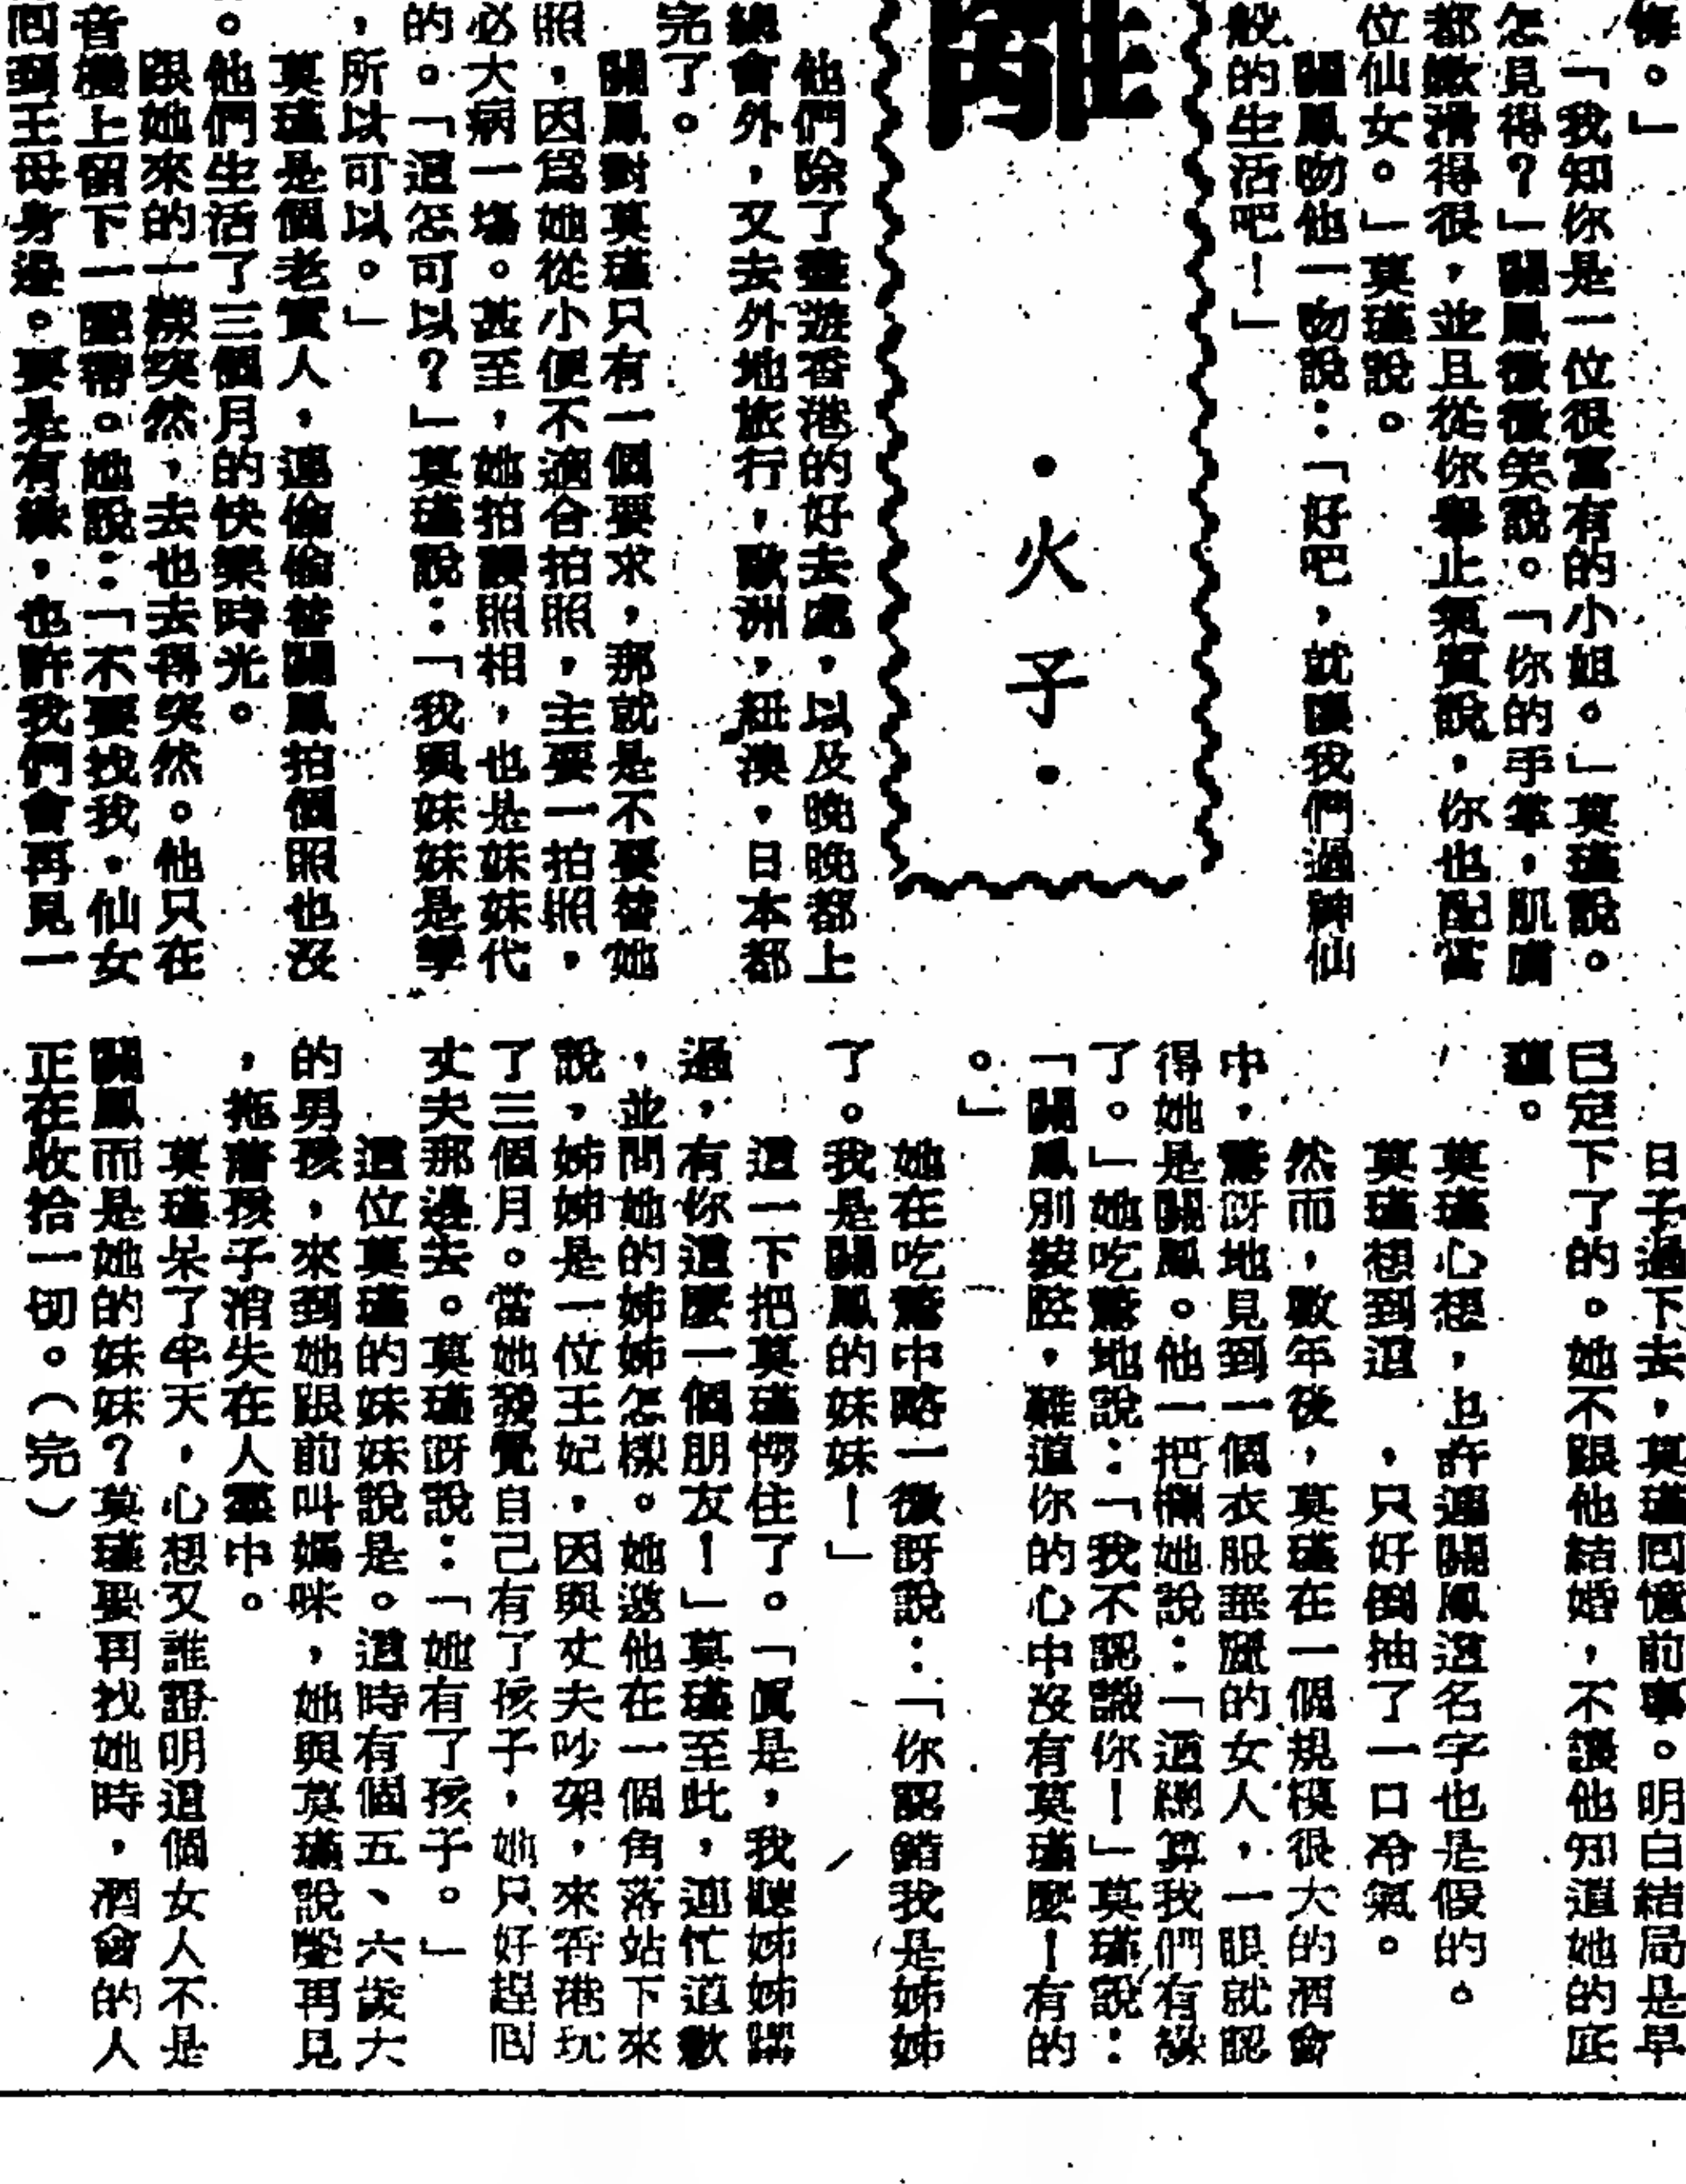 悔。」
「我知你是一位很富有的小姐。」莫瑾說。
怎見得？」關鳳微微笑說。「你的手掌，肌膚
都嫩滑得很，並且從你舉止氣質說，你也配當
位仙女。」莫瑾說。
關鳳吻他一吻說：「好吧，就讓我們過神仙
般的生活吧！」
離
•火子•
他們除了盡遊香港的好去處，以及晚晚都上
總會外，又去外地旅行，歐洲，紐澳，日本都
完了。
關鳳對莫瑾只有一個要求，那就是不要替她
照，因爲她從小便不適合拍照，主要一拍照，
必大病一塲。甚至，她拍護照相，也是妹妹代
的。「這怎可以？」莫瑾說：「我與妹妹是孿
，所以可以。」
莫瑾是個老實人，連偷偷替關鳳拍個照也沒
。他們生活了三個月的快樂時光。
跟她來的一樣突然，去也去得突然。他只在
音機上留下一壓帶。她說：「不要找我，仙女
囘到王母身邊。要是有緣，也許我們會再見一
日子過下去，莫瑾囘憶前事。明白結局是早
已定下了的。她不跟他結婚，不讓他知道她的底
蘊。
莫瑾心想，也許連關鳳這名字也是假的。
莫瑾想到這　，只好倒抽了一口冷氣。
然而，數年後，莫瑾在一個規模很大的酒會
中，驚訝地見到一個衣服華麗的女人，一眼就認
得她是關鳳。他一把攔她說：「這總算我們有緣
了。」她吃驚地說：「我不認識你！」莫瑾說：
「關鳳別裝腔，難道你的心中沒有莫瑾麼！有的
。」
她在吃驚中略一微訝說：「你認錯我是姊姊
了。我是關鳳的妹妹！」
這一下把莫瑾愕住了。「眞是，我聽姊姊講
過，有你這麼一個朋友！」莫瑾至此，連忙道歉
，並問她的姊姊怎樣。她邀他在一個角落站下來
說，姊姊是一位王妃，因與丈夫吵架，來香港玩
了三個月。當她發覺自己有了孩子，她只好趕囘
丈夫那邊去。莫瑾訝說：「她有了孩子。」
這位莫瑾的妹妹說是。這時有個五、六歲大
的男孩，來到她跟前叫媽咪，她與莫瑾說聲再見
，拖着孩子消失在人羣中。
莫瑾呆了半天，心想又誰證明這個女人不是
關鳳而是她的妹妹？莫瑾要再找她時，酒會的人
正在收拾一切。（完）